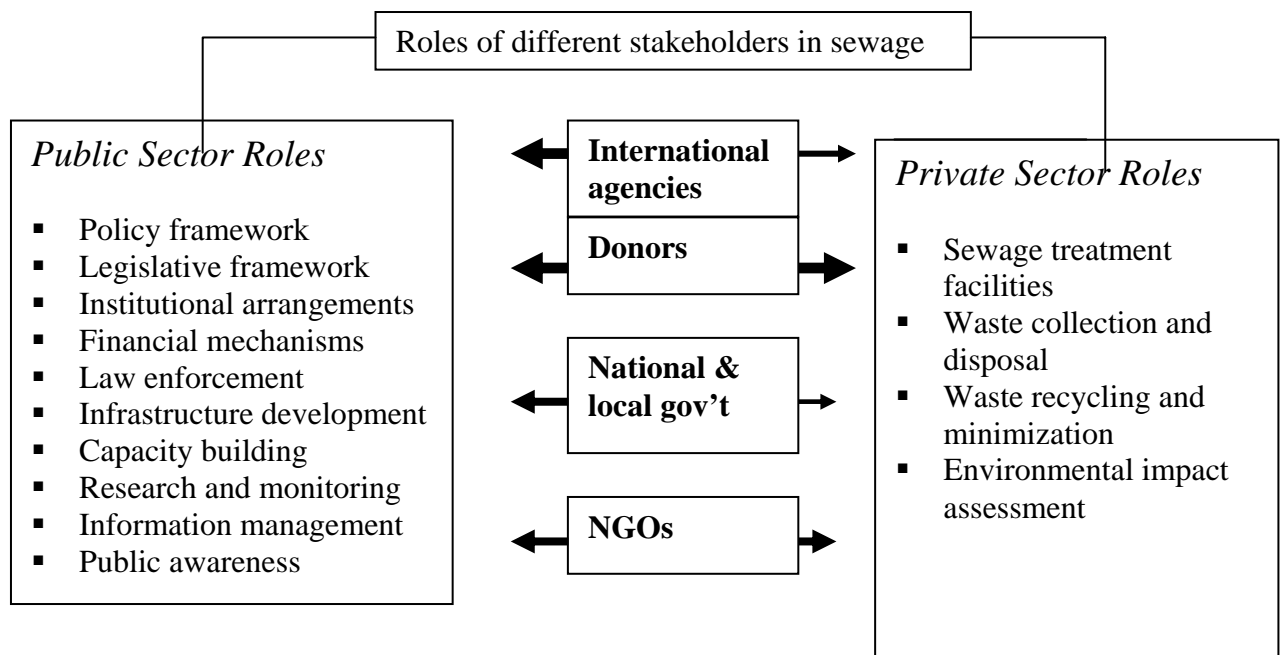 Roles of different stakeholders in sewage
Public Sector Roles
▪ Policy framework
▪ Legislative framework
▪ Institutional arrangements
▪ Financial mechanisms
▪ Law enforcement
▪ Infrastructure development
▪ Capacity building
▪ Research and monitoring
▪ Information management
▪ Public awareness
International
agencies
Donors
National &
local gov't
NGOs
Private Sector Roles
▪ Sewage treatment
facilities
▪ Waste collection and
disposal
▪ Waste recycling and
minimization
▪ Environmental impact
assessment